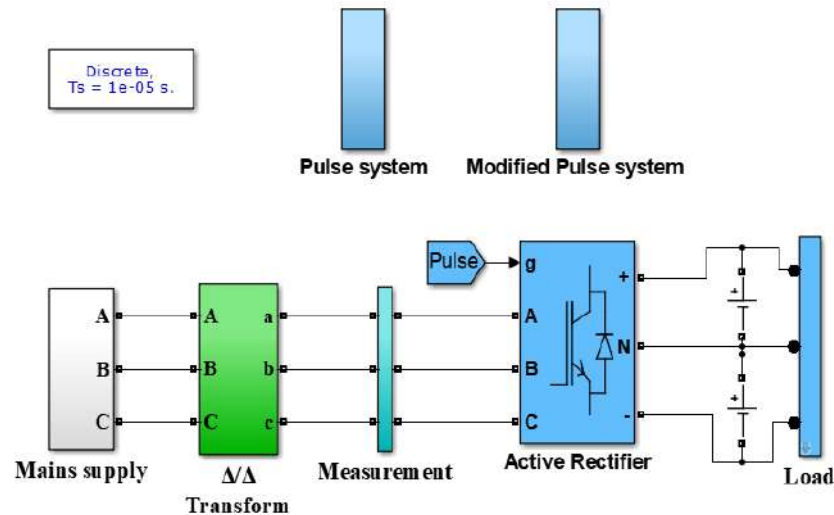 Discrete,
Ts = 1e-05 s.
Pulse system
Modified Pulse system
Pulse
g
+
+
A
A
a
A
B
B
b
B
N
+
C
C
c
C
-
Mains supply
Δ/Δ
Transform
Measurement
Active Rectifier
Load